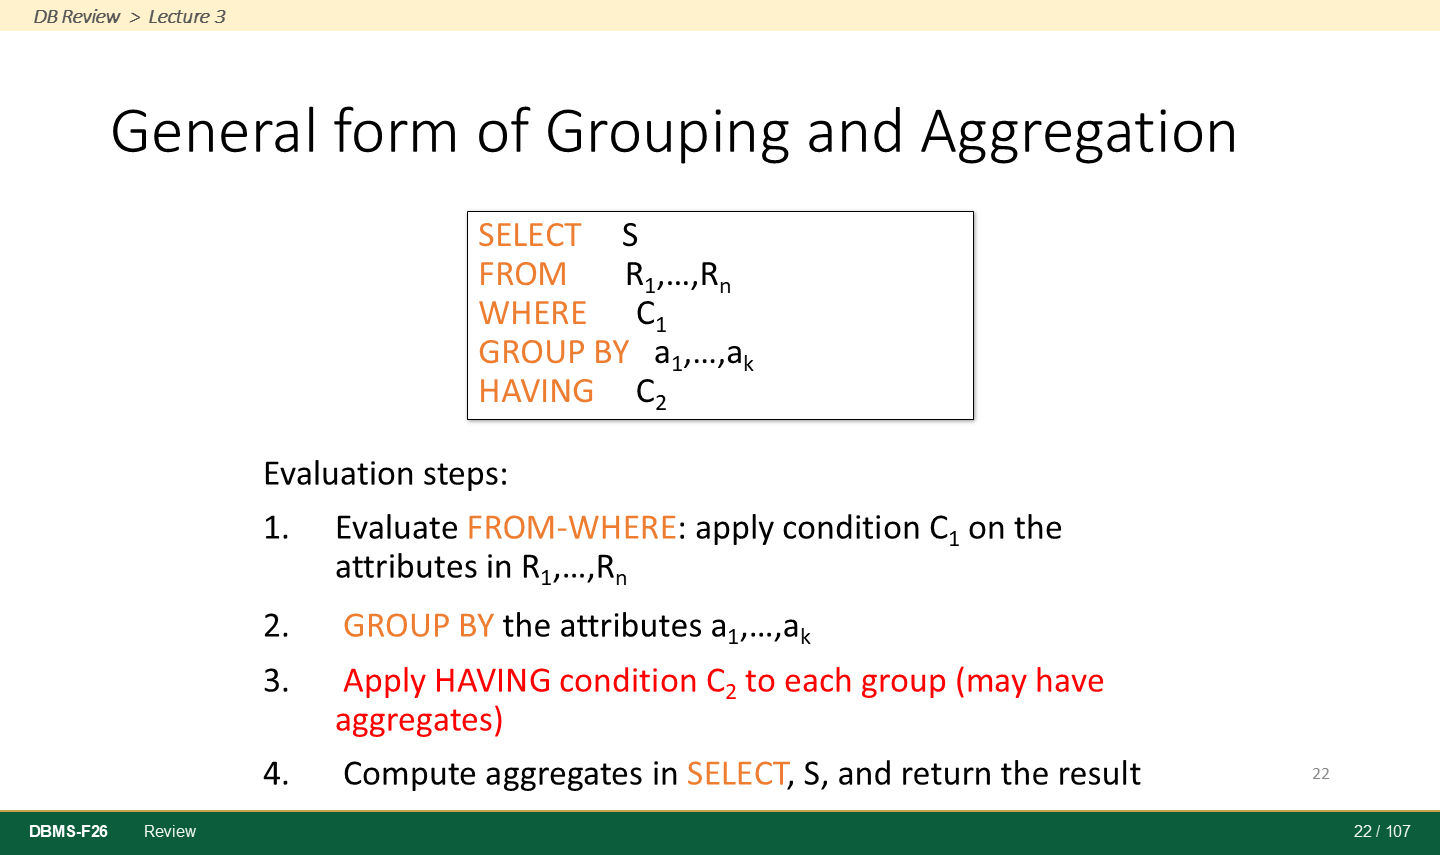 DB Review > Lecture 3
General form of Grouping and Aggregation
SELECT S
FROM R1,…,Rn
WHERE C1
GROUP BY a1,…,ak
HAVING C2
Evaluation steps:
1. Evaluate FROM-WHERE: apply condition C1 on the
attributes in R1,…,Rn
2. GROUP BY the attributes a1,…,ak
3. Apply HAVING condition C2 to each group (may have
aggregates)
4. Compute aggregates in SELECT, S, and return the result
22
DBMS-F26 Review 22 / 107